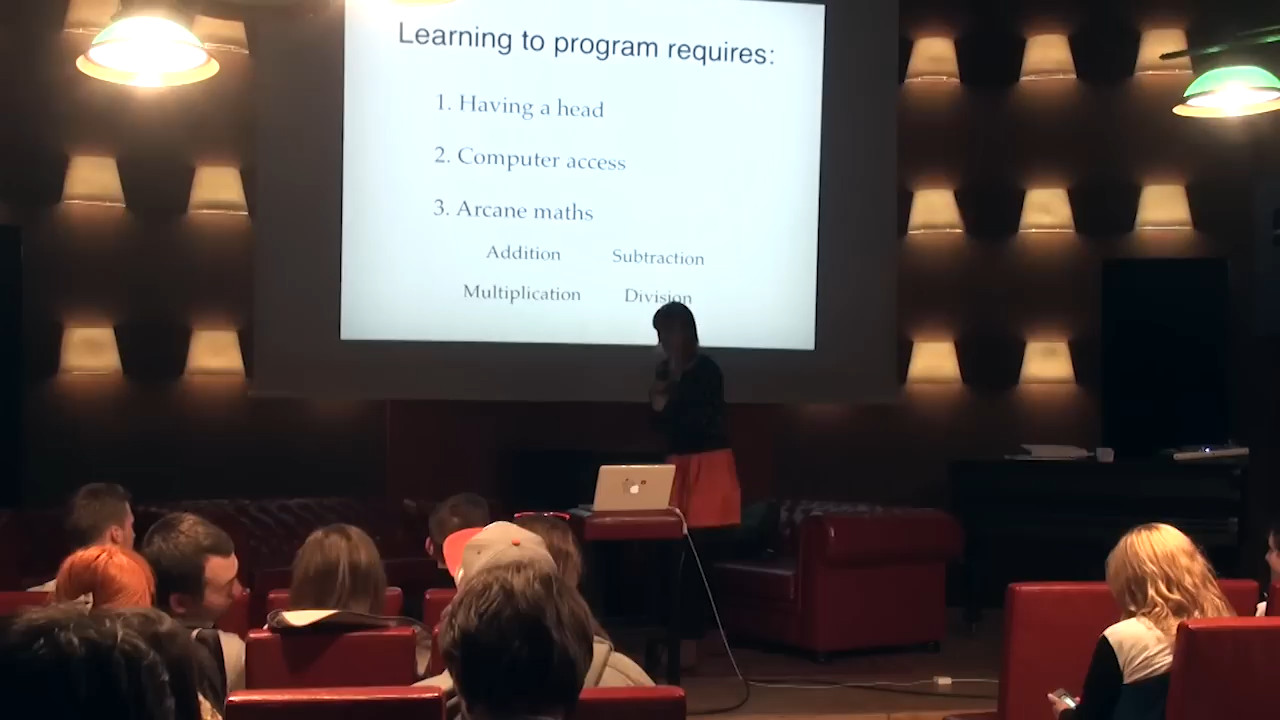 Learning to program requires:
1. Having a head
2. Computer access
3. Arcane maths
Addition Subtraction
Multiplication Division